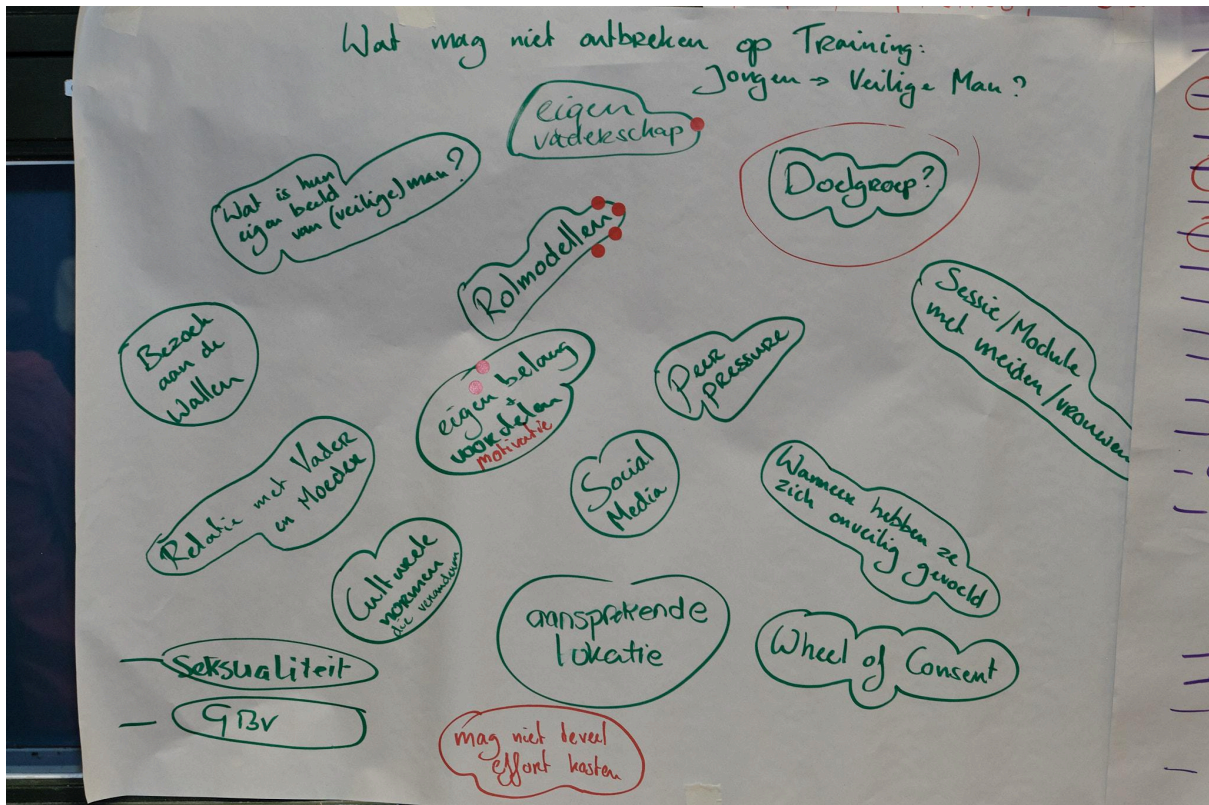 Wat mag niet ontbreken op Training:
Jongen → Veilige Man?
eigen
vaderschap
Wat is hun
eigen beeld
van (veilige) man?
Doelgroep?
Rolmodellen
Sessie/Module
met meiden/vrouwen
Bezoek
aan de
Wallen
eigen belang
+
voordelen
motivatie
Peer
pressure
Relatie met Vader
en Moeder
Social
Media
Wanneer hebben ze
zich onveilig gevoeld
Culturele
normen
die veranderen
aansprekende
lokatie
Wheel of Consent
- Seksualiteit
- GBV
mag niet teveel
effort kosten